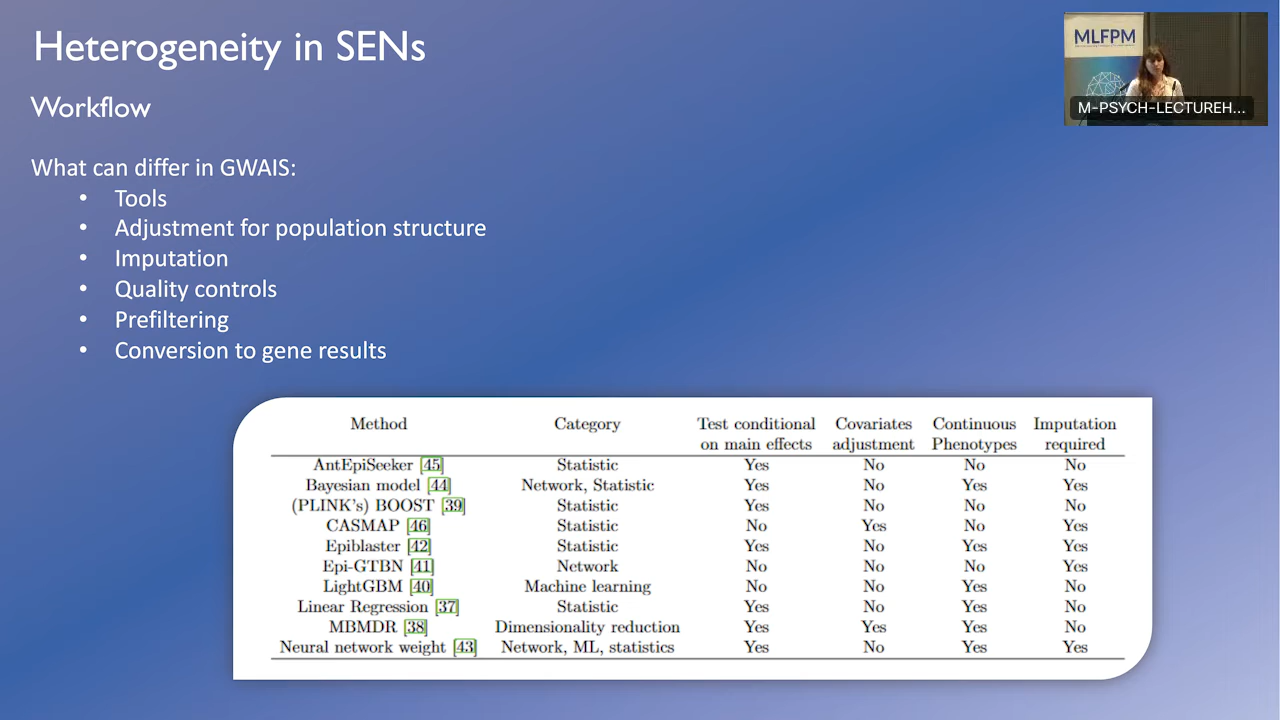 Heterogeneity in SENs
MLFPM
M-PSYCH-LECTUREH...
Workflow
What can differ in GWAIS:
• Tools
• Adjustment for population structure
• Imputation
• Quality controls
• Prefiltering
• Conversion to gene results
Method Category Test conditional on main effects Covariates adjustment Continuous Phenotypes Imputation required
AntEpiSeeker [45] Statistic Yes No No No
Bayesian model [44] Network, Statistic Yes No Yes Yes
(PLINK's) BOOST [39] Statistic Yes No No No
CASMAP [46] Statistic No Yes No Yes
Epiblaster [42] Statistic Yes No Yes Yes
Epi-GTBN [41] Network No No No Yes
LightGBM [40] Machine learning No No Yes No
Linear Regression [37] Statistic Yes No Yes No
MBMDR [38] Dimensionality reduction Yes Yes Yes No
Neural network weight [43] Network, ML, statistics Yes No Yes Yes